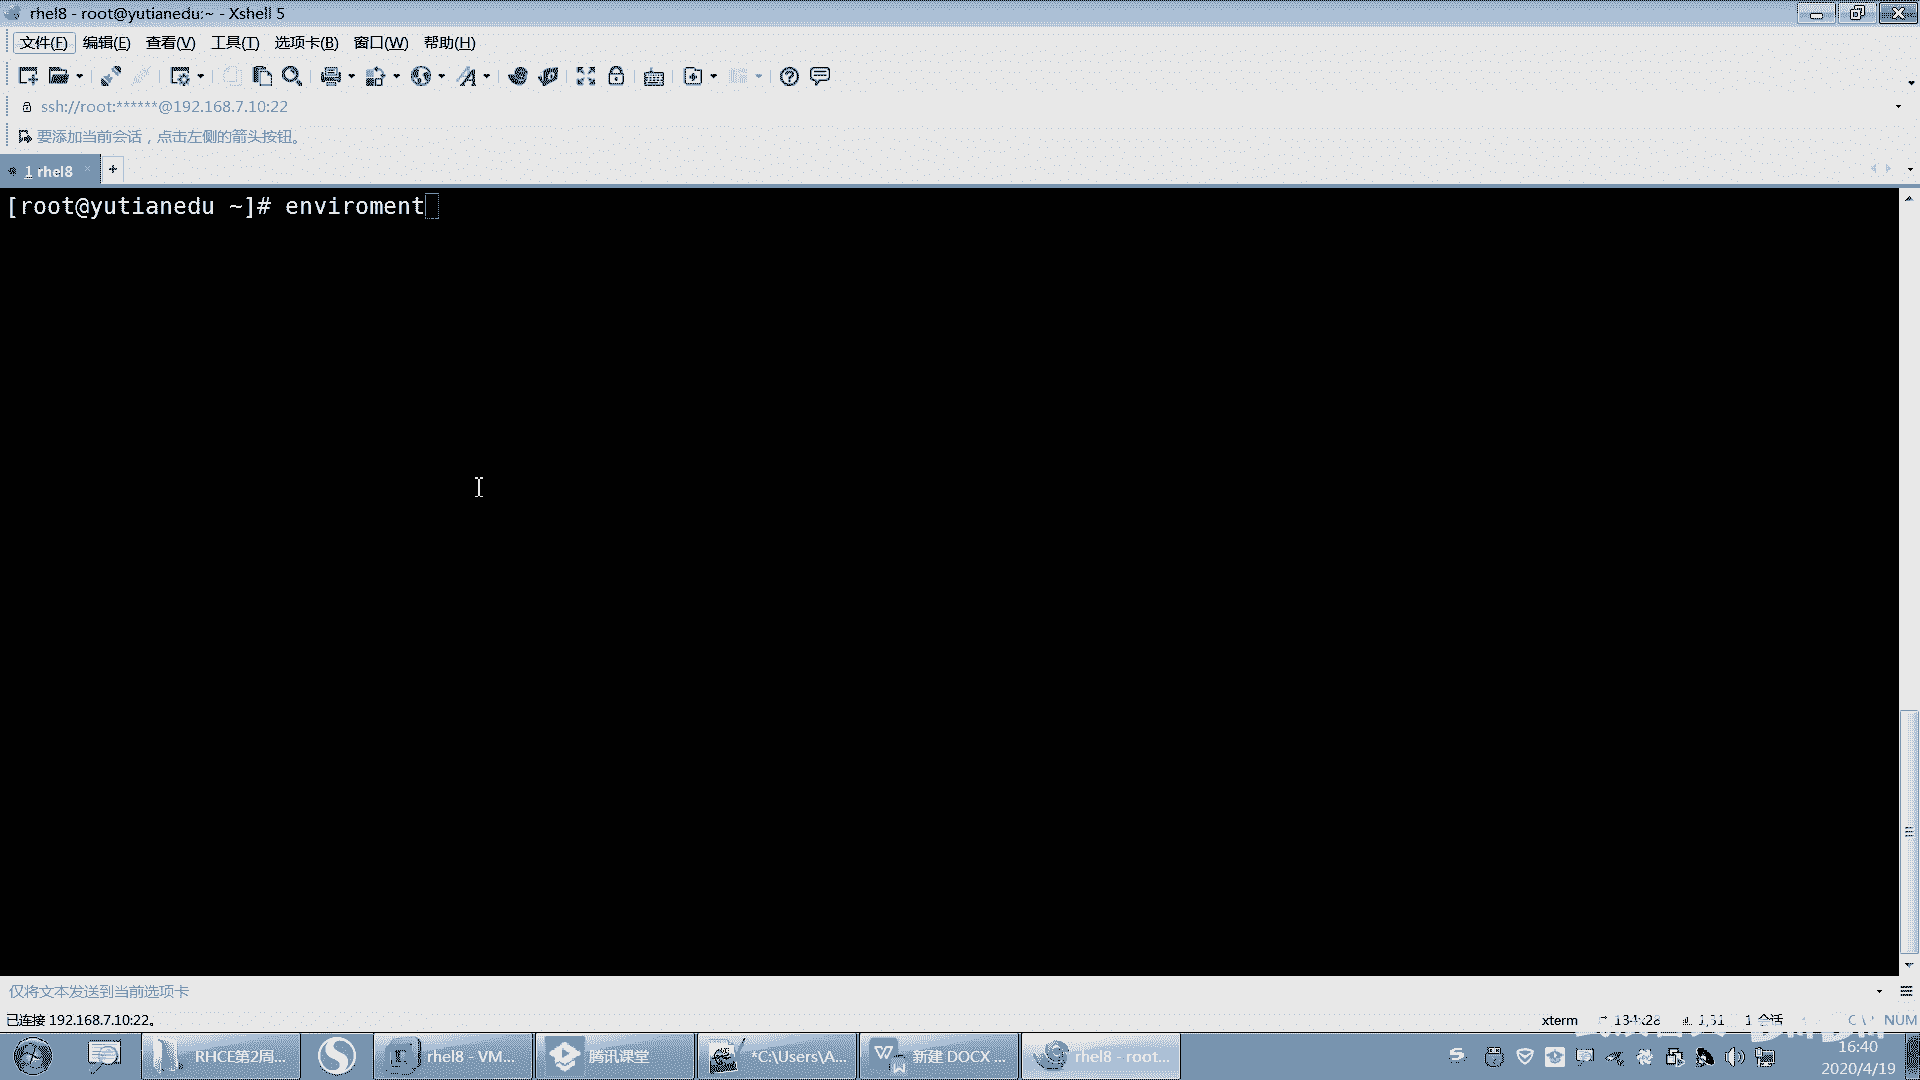 rhel8 - root@yutianedu:~ - Xshell 5
文件(F) 编辑(E) 查看(V) 工具(T) 选项卡(B) 窗口(W) 帮助(H)
ssh://root:******@192.168.7.10:22
要添加当前会话，点击左侧的箭头按钮。
1 rhel8
[root@yutianedu ~]# enviroment
仅将文本发送到当前选项卡
已连接 192.168.7.10:22。
xterm 134x28 1,31 1 会话 NUM
RHCE第2周... rhel8 - VM... 腾讯课堂 *C:\Users\A... 新建 DOCX ... rhel8 - root...
16:40
2020/4/19